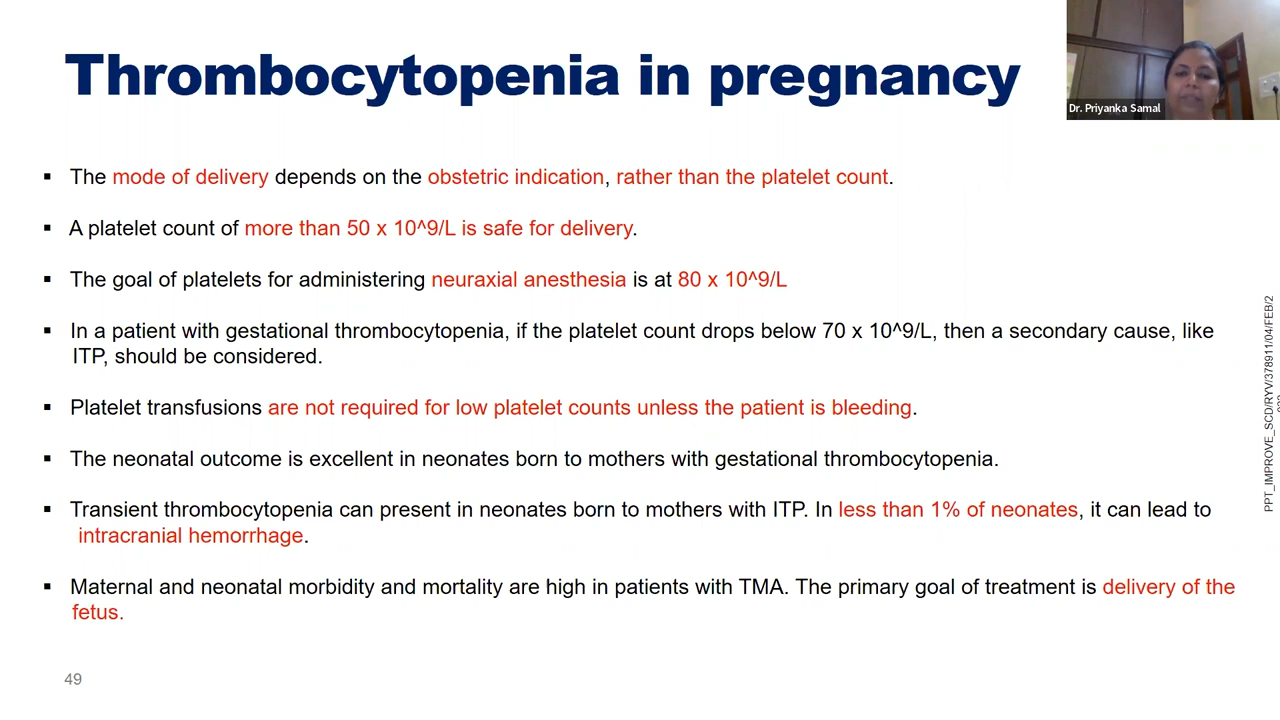 Thrombocytopenia in pregnancy
Dr. Priyanka Samal
▪ The mode of delivery depends on the obstetric indication, rather than the platelet count.
▪ A platelet count of more than 50 x 10^9/L is safe for delivery.
▪ The goal of platelets for administering neuraxial anesthesia is at 80 x 10^9/L
▪ In a patient with gestational thrombocytopenia, if the platelet count drops below 70 x 10^9/L, then a secondary cause, like
ITP, should be considered.
▪ Platelet transfusions are not required for low platelet counts unless the patient is bleeding.
▪ The neonatal outcome is excellent in neonates born to mothers with gestational thrombocytopenia.
▪ Transient thrombocytopenia can present in neonates born to mothers with ITP. In less than 1% of neonates, it can lead to
intracranial hemorrhage.
▪ Maternal and neonatal morbidity and mortality are high in patients with TMA. The primary goal of treatment is delivery of the
fetus.
49
PPT_IMPROVE_SCD/RYV/378911/04/FEB/2